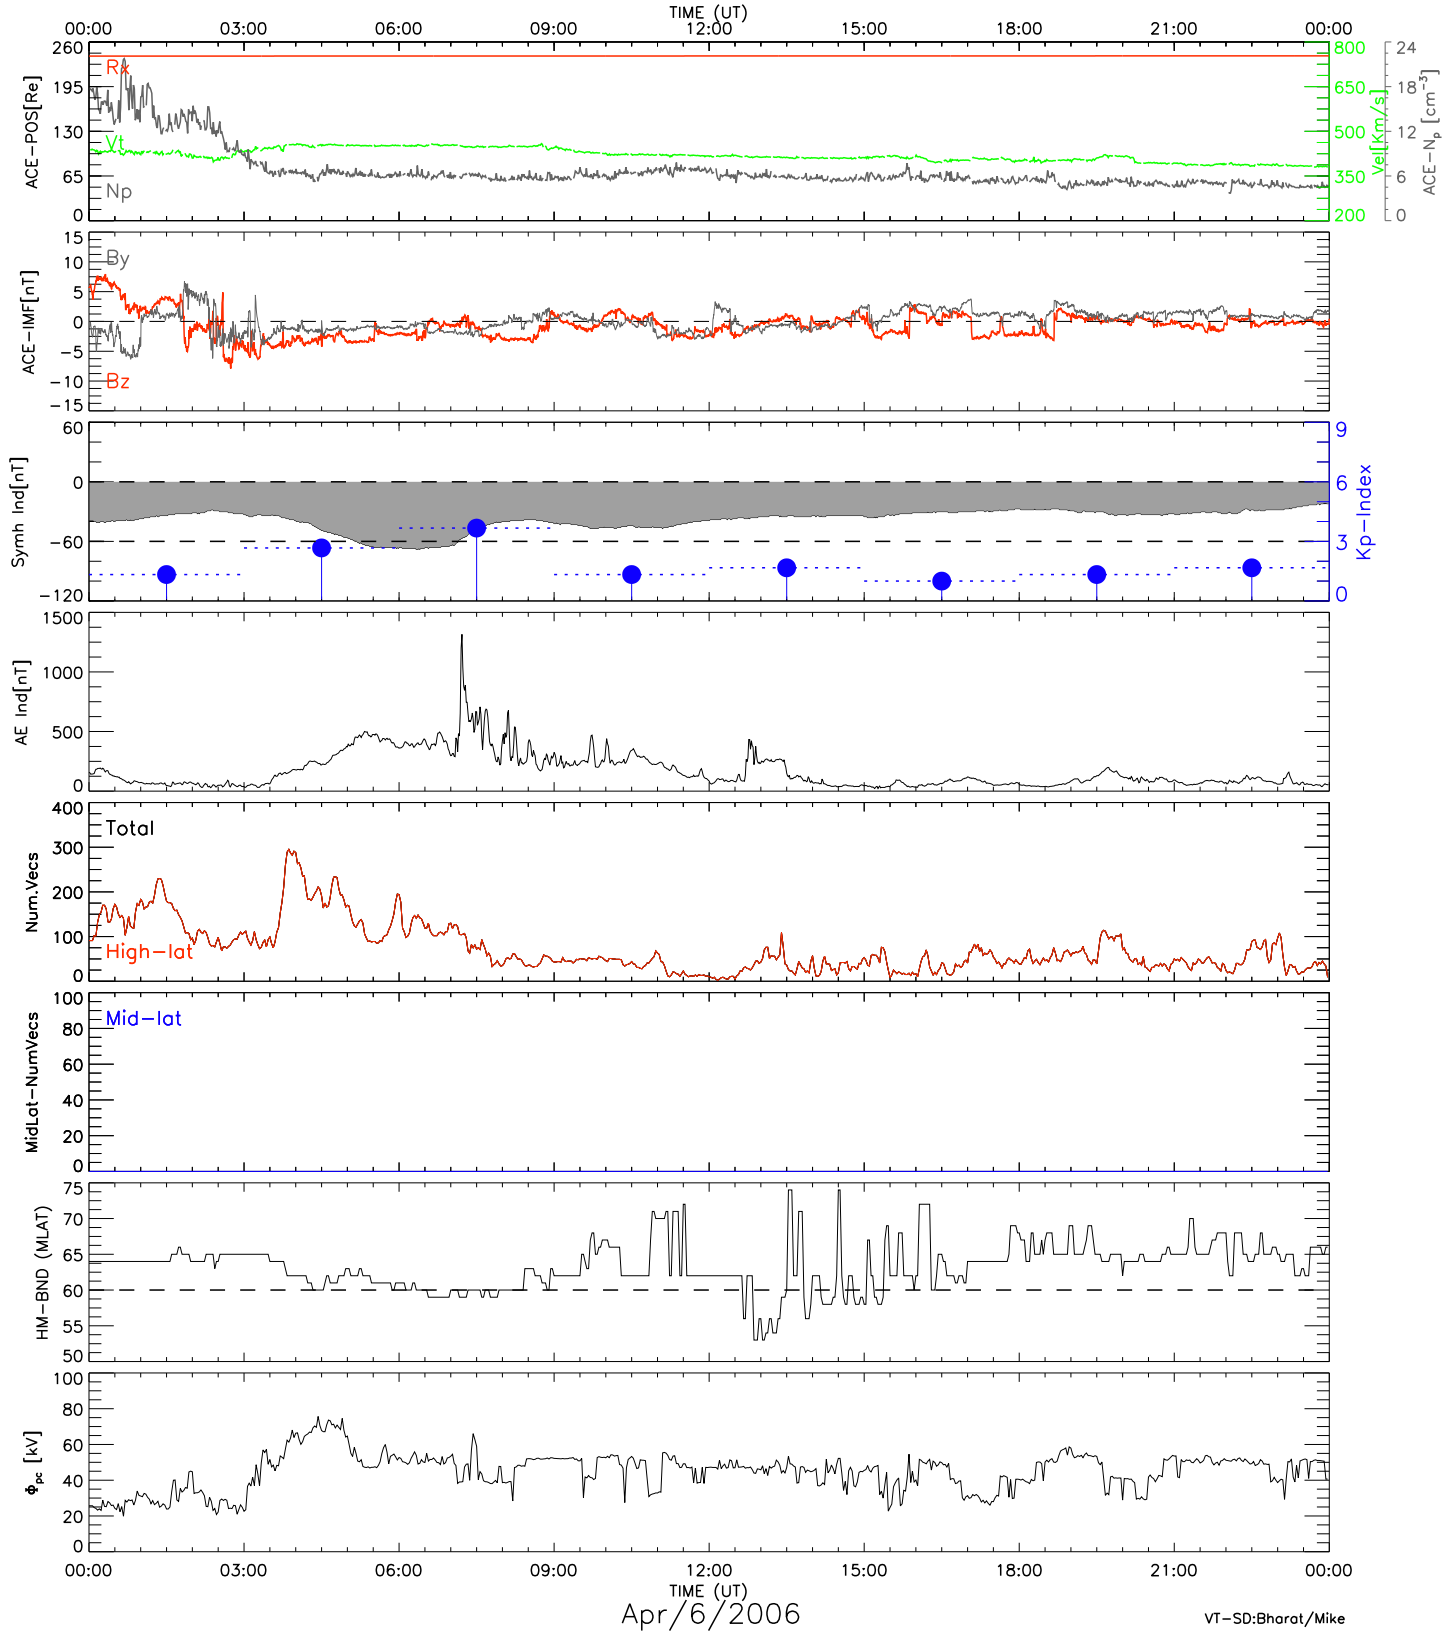 TIME (UT)
00:00 03:00 06:00 09:00 12:00 15:00 18:00 21:00 00:00
ACE-POS[Re]
260
195
130
65
0
Rx
Vt
Np
800
650
500
350
200
Vel[Km/s]
24
18
12
6
0
ACE-Np [cm-3]
ACE-IMF[nT]
15
10
5
0
-5
-10
-15
By
Bz
Symh Ind[nT]
60
0
-60
-120
9
6
3
0
Kp-Index
AE Ind[nT]
1500
1000
500
0
Num.Vecs
400
300
200
100
0
Total
High-lat
MidLat-NumVecs
100
80
60
40
20
0
Mid-lat
HM-BND (MLAT)
75
70
65
60
55
50
Φpc [kV]
100
80
60
40
20
0
00:00 03:00 06:00 09:00 12:00 15:00 18:00 21:00 00:00
TIME (UT)
Apr/6/2006
VT-SD:Bharat/Mike